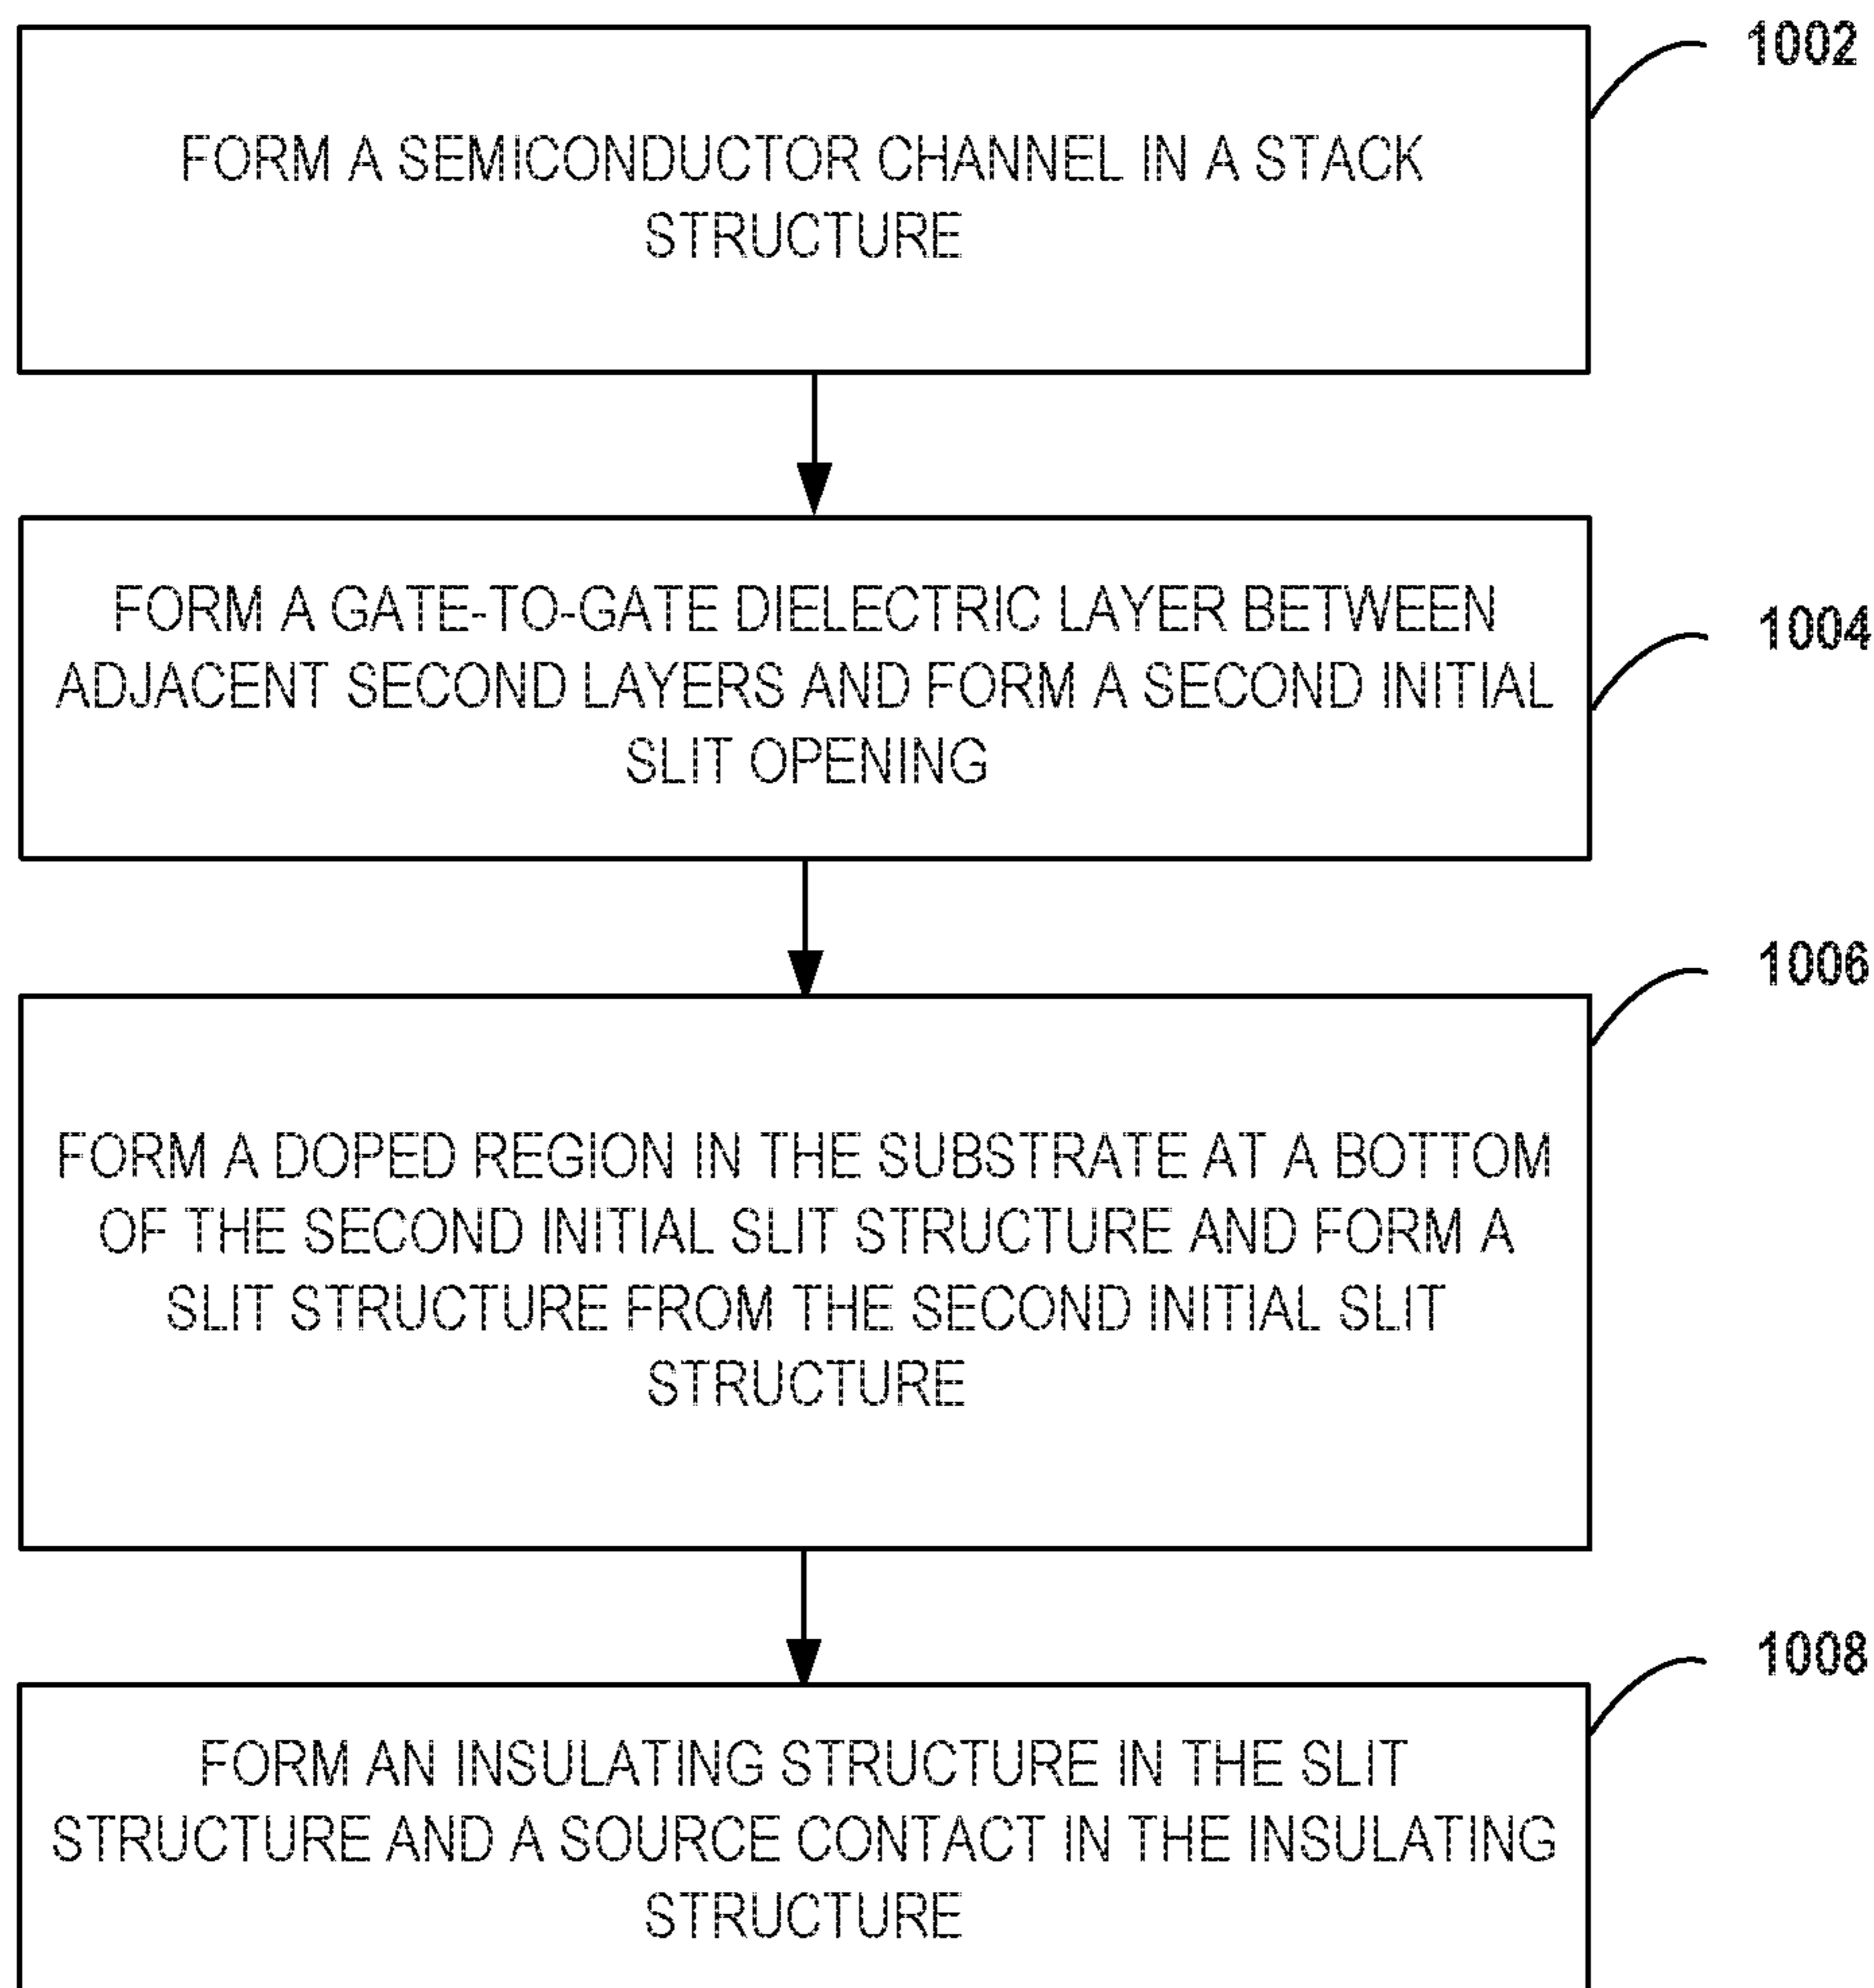 1002
FORM A SEMICONDUCTOR CHANNEL IN A STACK
STRUCTURE
FORM A GATE-TO-GATE DIELECTRIC LAYER BETWEEN
ADJACENT SECOND LAYERS AND FORM A SECOND INITIAL
SLIT OPENING
1004
1006
FORM A DOPED REGION IN THE SUBSTRATE AT A BOTTOM
OF THE SECOND INITIAL SLIT STRUCTURE AND FORM A
SLIT STRUCTURE FROM THE SECOND INITIAL SLIT
STRUCTURE
1008
FORM AN INSULATING STRUCTURE IN THE SLIT
STRUCTURE AND A SOURCE CONTACT IN THE INSULATING
STRUCTURE